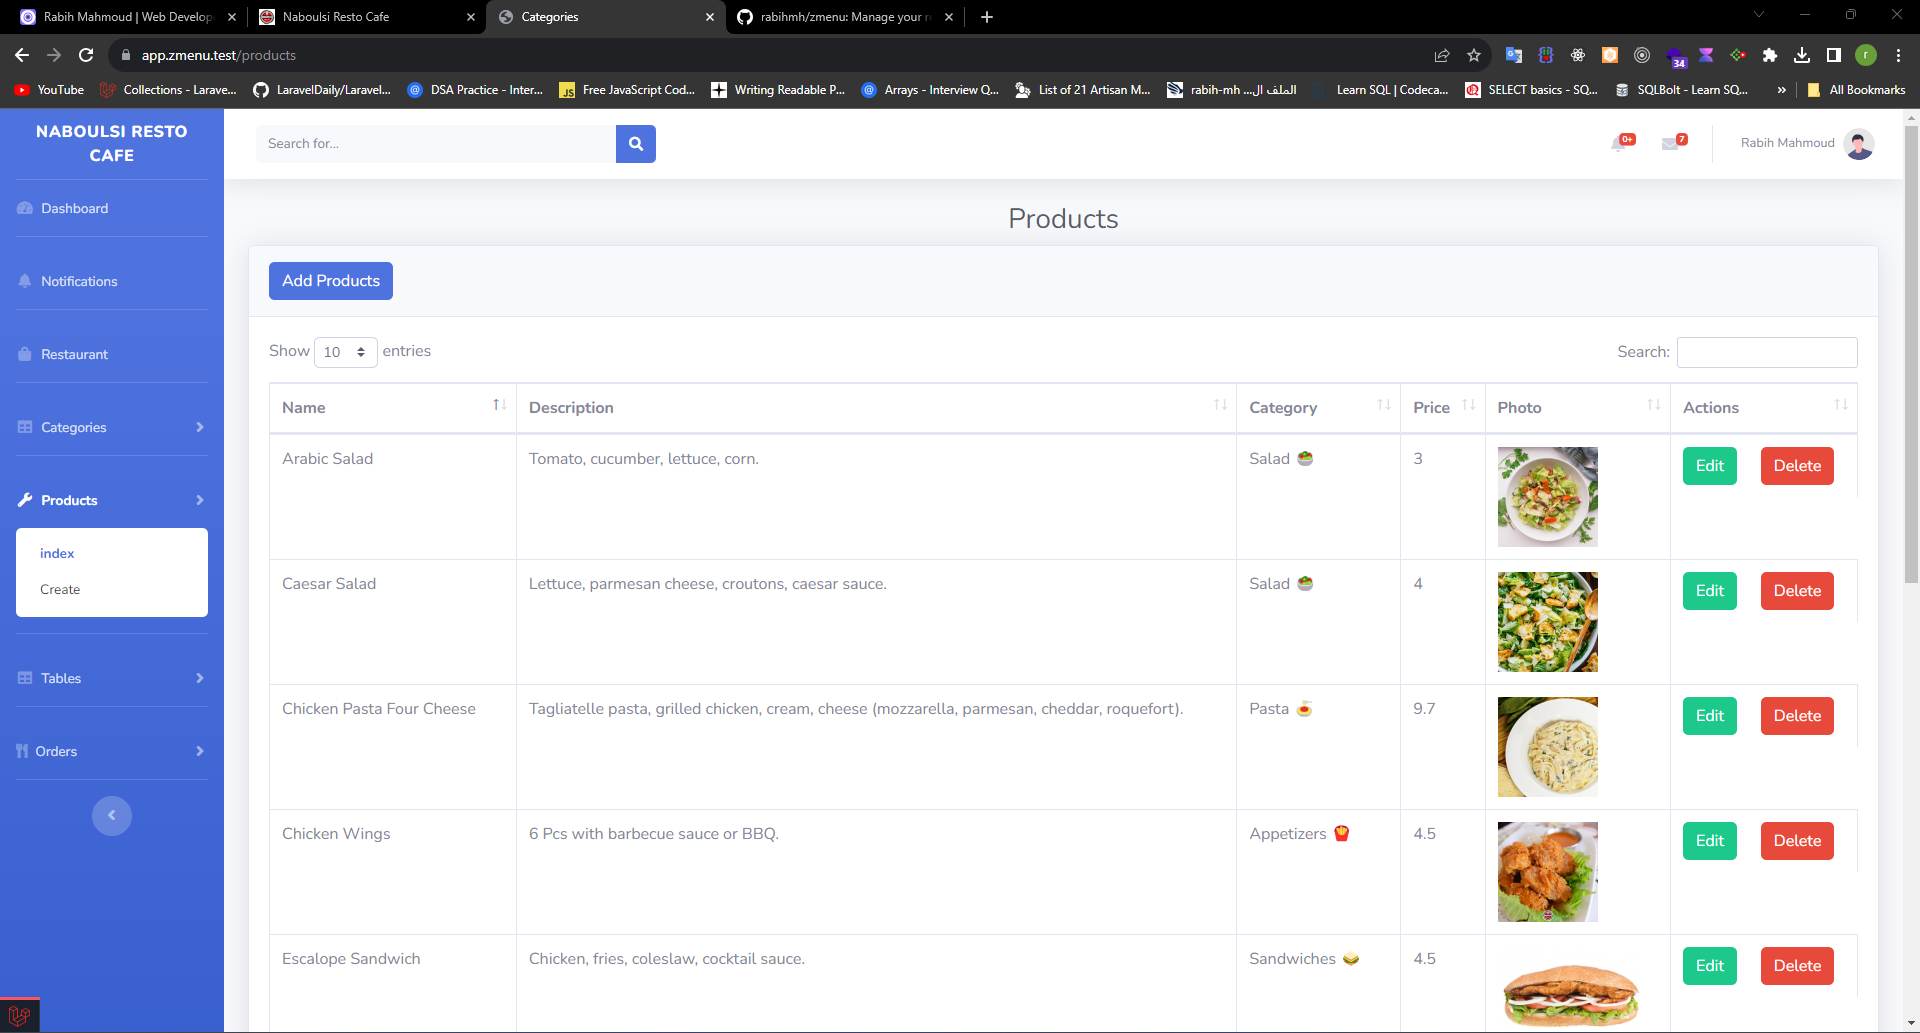 Rabih Mahmoud | Web Develop
Naboulsi Resto Cafe
Categories
rabihmh/zmenu: Manage your r
app.zmenu.test/products
34
r
YouTube
Collections - Larave...
LaravelDaily/Laravel...
DSA Practice - Inter...
JS
Free JavaScript Cod...
Writing Readable P...
Arrays - Interview Q...
List of 21 Artisan M...
rabih-mh ...الملف ال
Learn SQL | Codeca...
SELECT basics - SQ...
SQLBolt - Learn SQ...
»
All Bookmarks
NABOULSI RESTO
CAFE
Search for...
0+
7
Rabih Mahmoud
Dashboard
Notifications
Restaurant
Categories
Products
index
Create
Tables
Orders
Products
Add Products
Show 10 entries
Search:
Name Description Category Price Photo Actions
Arabic Salad Tomato, cucumber, lettuce, corn. Salad 🥗 3 Edit Delete
Caesar Salad Lettuce, parmesan cheese, croutons, caesar sauce. Salad 🥗 4 Edit Delete
Chicken Pasta Four Cheese Tagliatelle pasta, grilled chicken, cream, cheese (mozzarella, parmesan, cheddar, roquefort). Pasta 🍝 9.7 Edit Delete
Chicken Wings 6 Pcs with barbecue sauce or BBQ. Appetizers 🍟 4.5 Edit Delete
Escalope Sandwich Chicken, fries, coleslaw, cocktail sauce. Sandwiches 🥪 4.5 Edit Delete